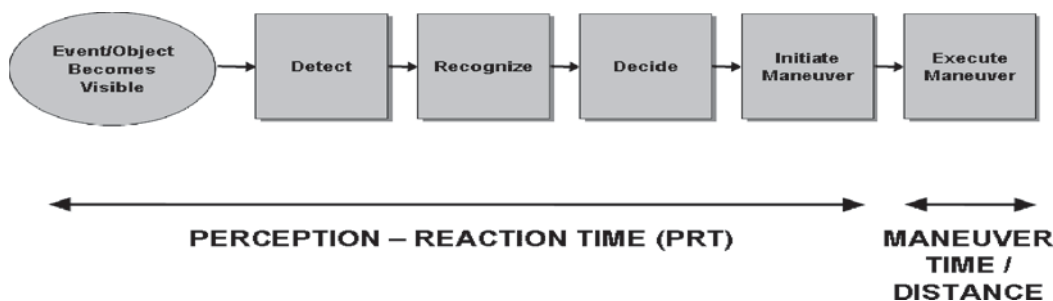 Event/Object
Becomes
Visible
Detect
Recognize
Decide
Initiate
Maneuver
Execute
Maneuver
PERCEPTION – REACTION TIME (PRT)
MANEUVER
TIME /
DISTANCE